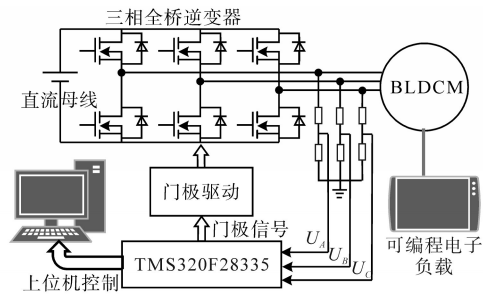 三相全桥逆变器
BLDCM
直流母线
门极驱动
门极信号
U_A
U_B
U_C
可编程电子
负载
TMS320F28335
上位机控制